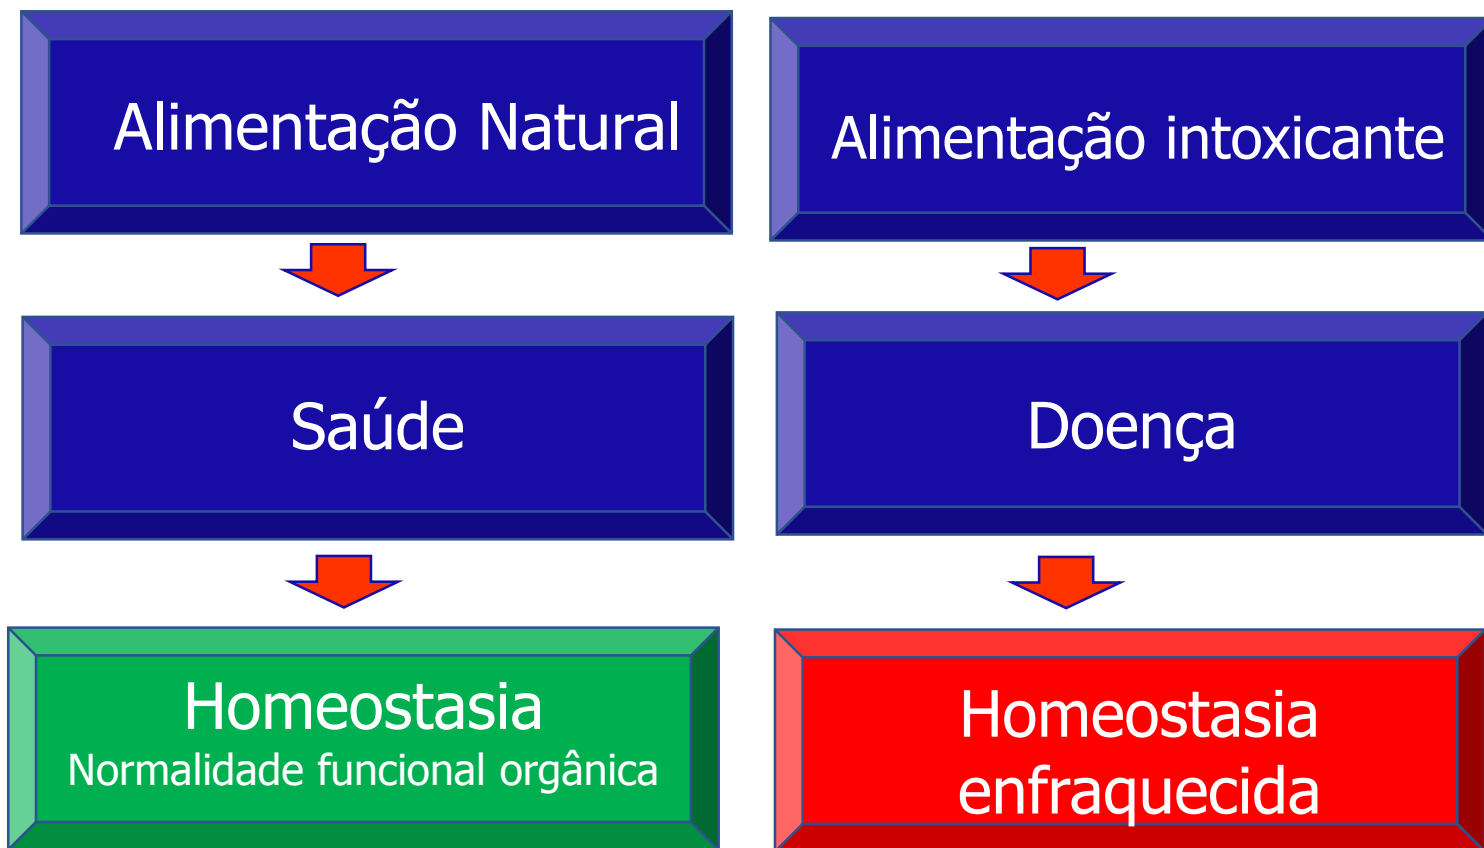 Alimentação Natural
Alimentação intoxicante
Saúde
Doença
Homeostasia
Normalidade funcional orgânica
Homeostasia
enfraquecida